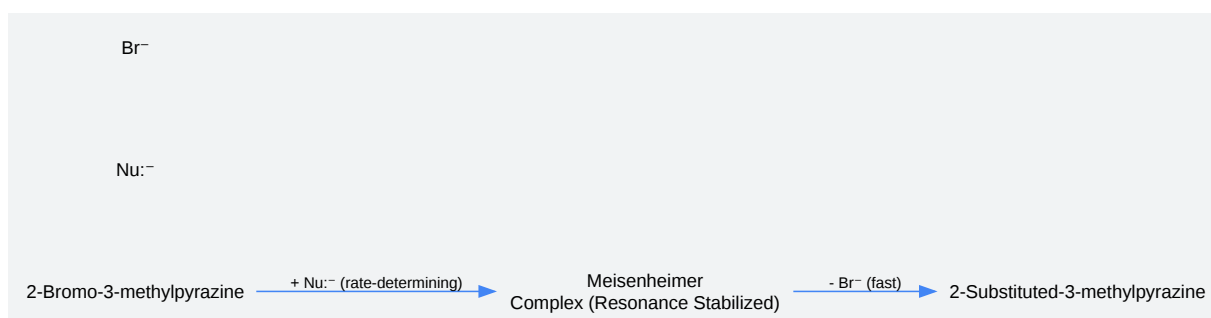 Br⁻
Nu:⁻
2-Bromo-3-methylpyrazine
+ Nu:⁻ (rate-determining)
Meisenheimer
Complex (Resonance Stabilized)
- Br⁻ (fast)
2-Substituted-3-methylpyrazine